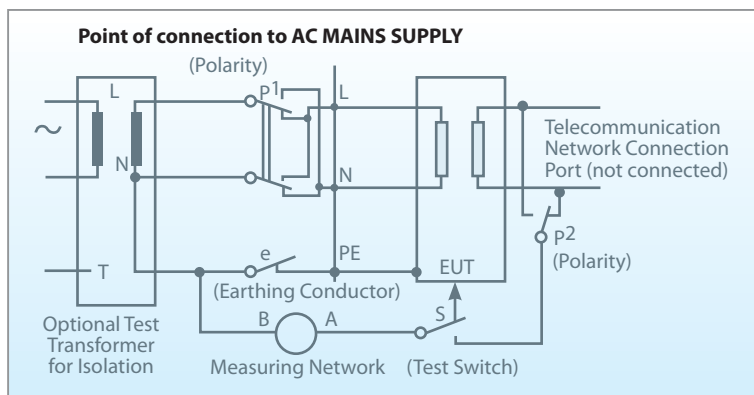 Point of connection to AC MAINS SUPPLY
(Polarity)
L
P1
L
Telecommunication
Network Connection
Port (not connected)
N
N
P2
(Polarity)
e
PE
EUT
T
(Earthing Conductor)
B
A
S
Optional Test
Transformer
for Isolation
Measuring Network
(Test Switch)